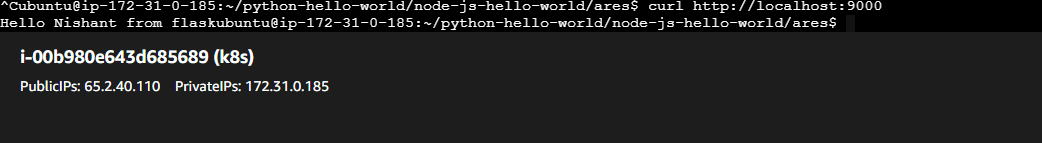 ^Cubuntu@ip-172-31-0-185:~/python-hello-world/node-js-hello-world/ares$ curl http://localhost:9000
Hello Nishant from flaskubuntu@ip-172-31-0-185:~/python-hello-world/node-js-hello-world/ares$
i-00b980e643d685689 (k8s)
PublicIPs: 65.2.40.110 PrivateIPs: 172.31.0.185